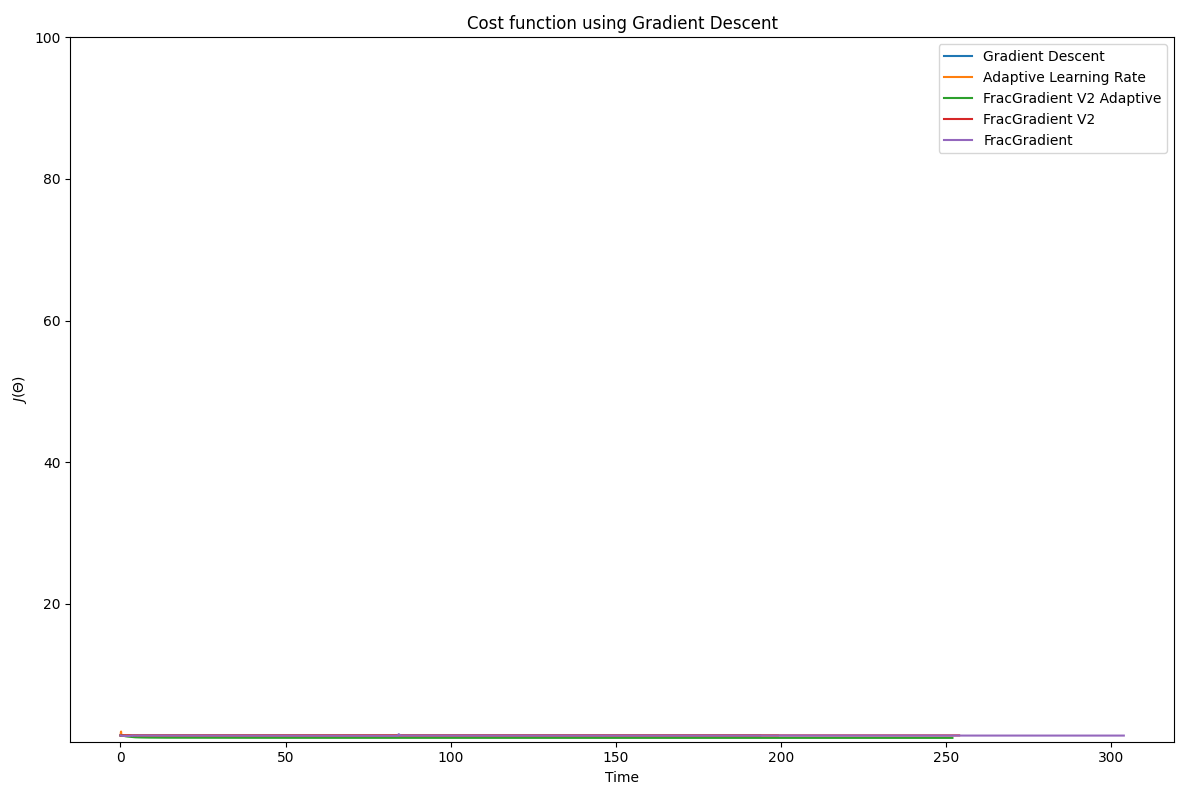 Cost function using Gradient Descent
100
80
60
40
20
J(Θ)
Gradient Descent
Adaptive Learning Rate
FracGradient V2 Adaptive
FracGradient V2
FracGradient
0 50 100 150 200 250 300
Time